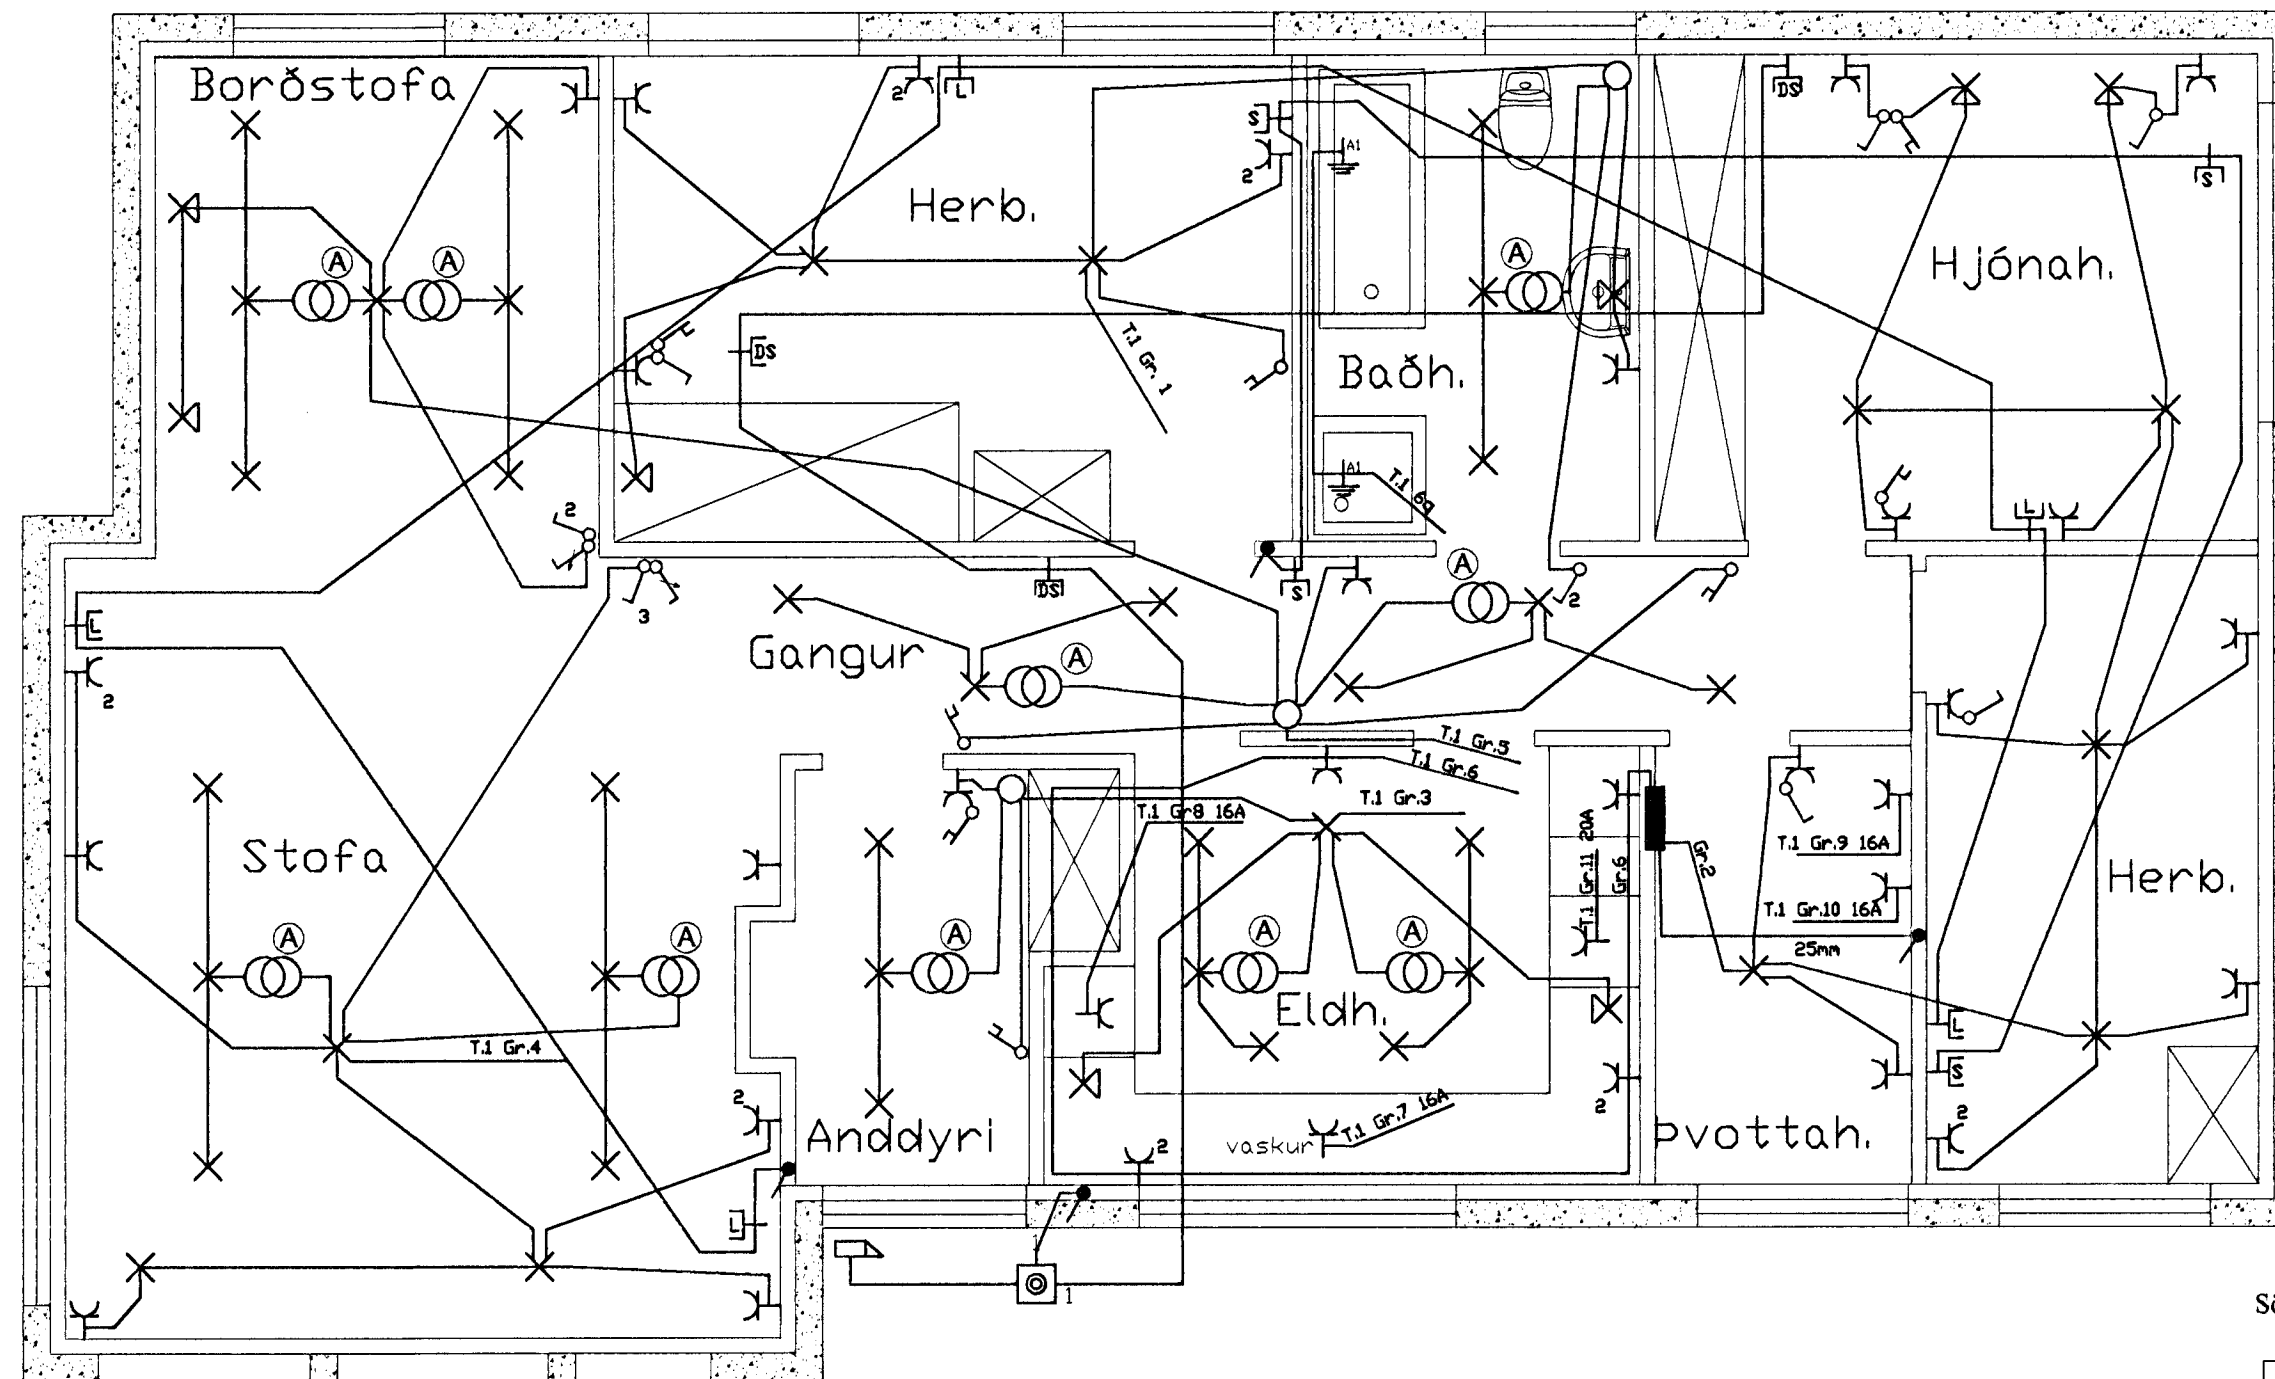 Borðstofa
Herb.
Hjónah.
Baðh.
Gangur
Stofa
Anddyri
Eldh.
Þvottah.
Herb.
vaskur
A
A
A
A
A
A
A
A
A
A
2
L
S
2
A1
A1
DS
S
DS
DS
S
L
2
3
2
L
2
2
L
2
2
2
L
S
2
1
1
T.1 Gr. 1
T.1 6q
T.1 Gr.5
T.1 Gr.6
T.1 Gr.3
T.1 Gr8 16A
T.1 Gr.11 20A
Gr.6
Gr.2
T.1 Gr.9 16A
T.1 Gr.10 16A
25mm
T.1 Gr.4
T.1 Gr.7 16A